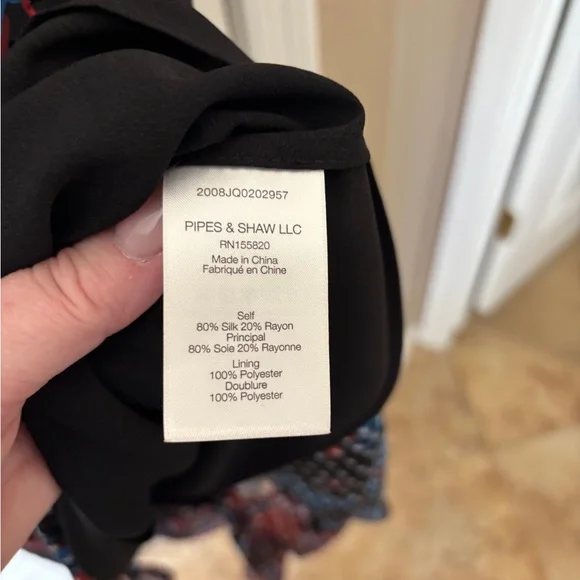 2008JQ0202957
PIPES & SHAW LLC
RN155820
Made in China
Fabriqué en Chine
Self
80% Silk 20% Rayon
Principal
80% Soie 20% Rayonne
Lining
100% Polyester
Doublure
100% Polyester